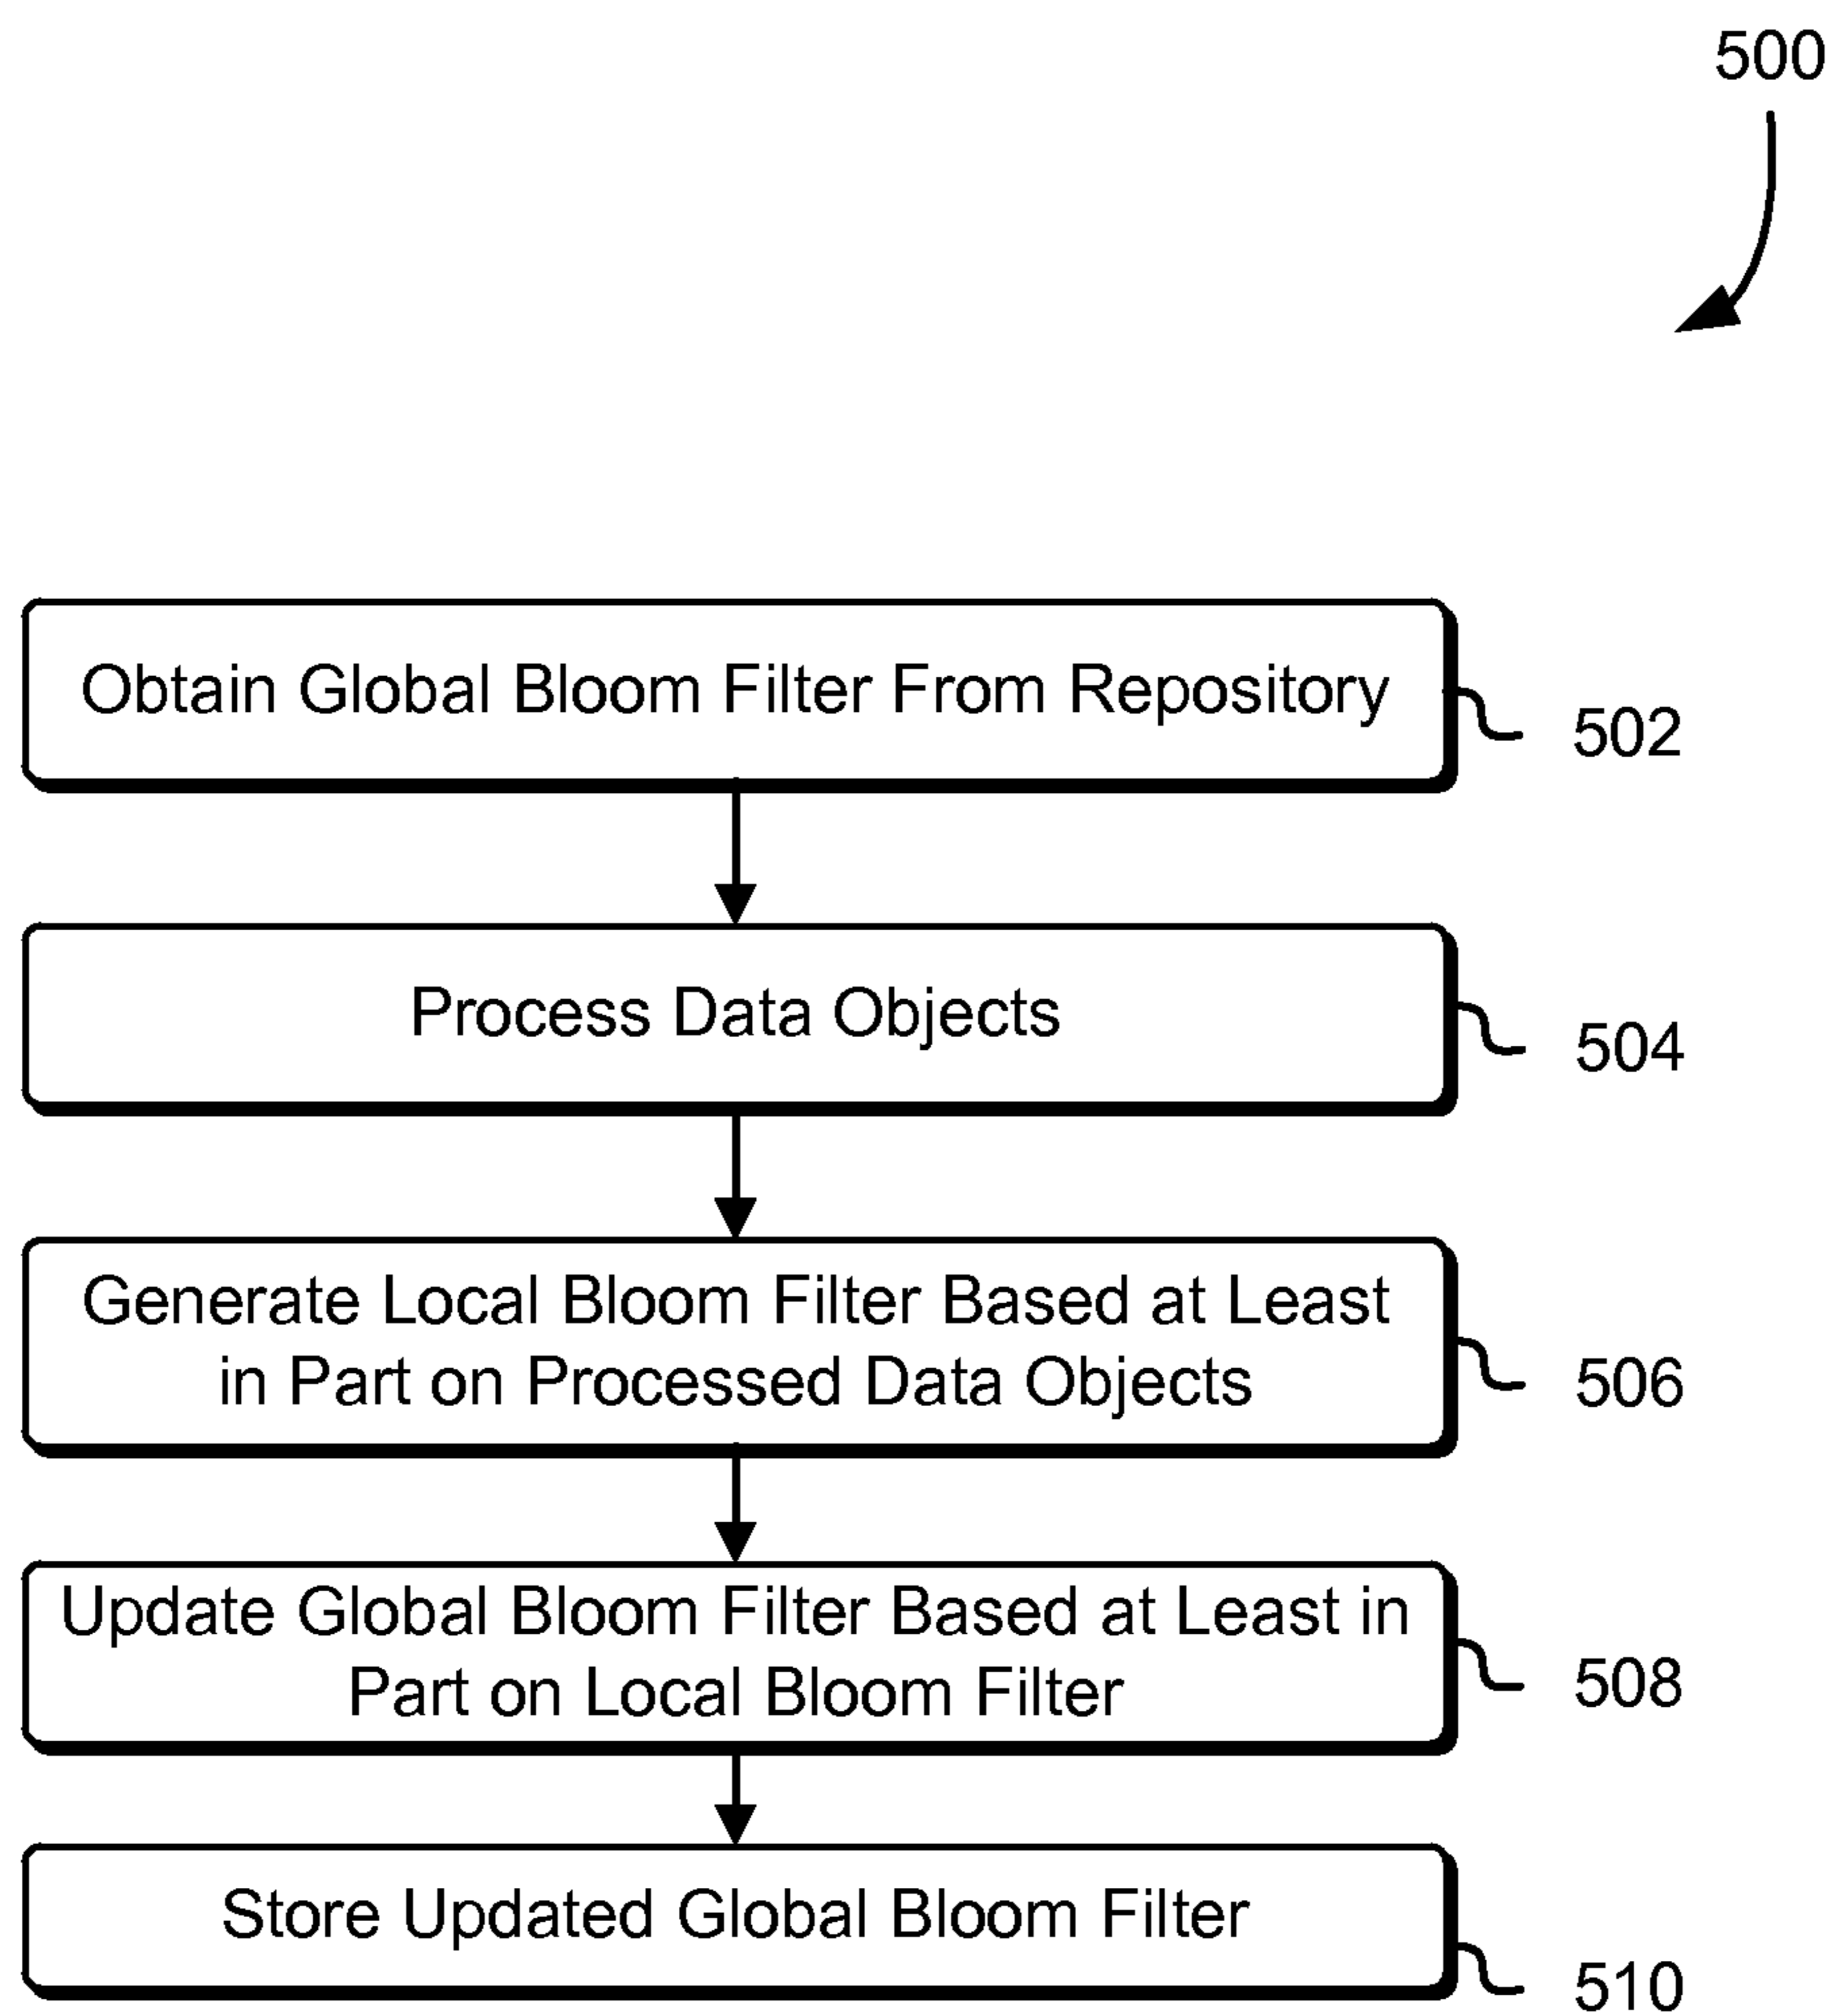 500
Obtain Global Bloom Filter From Repository
502
Process Data Objects
504
Generate Local Bloom Filter Based at Least
in Part on Processed Data Objects
506
Update Global Bloom Filter Based at Least in
Part on Local Bloom Filter
508
Store Updated Global Bloom Filter
510